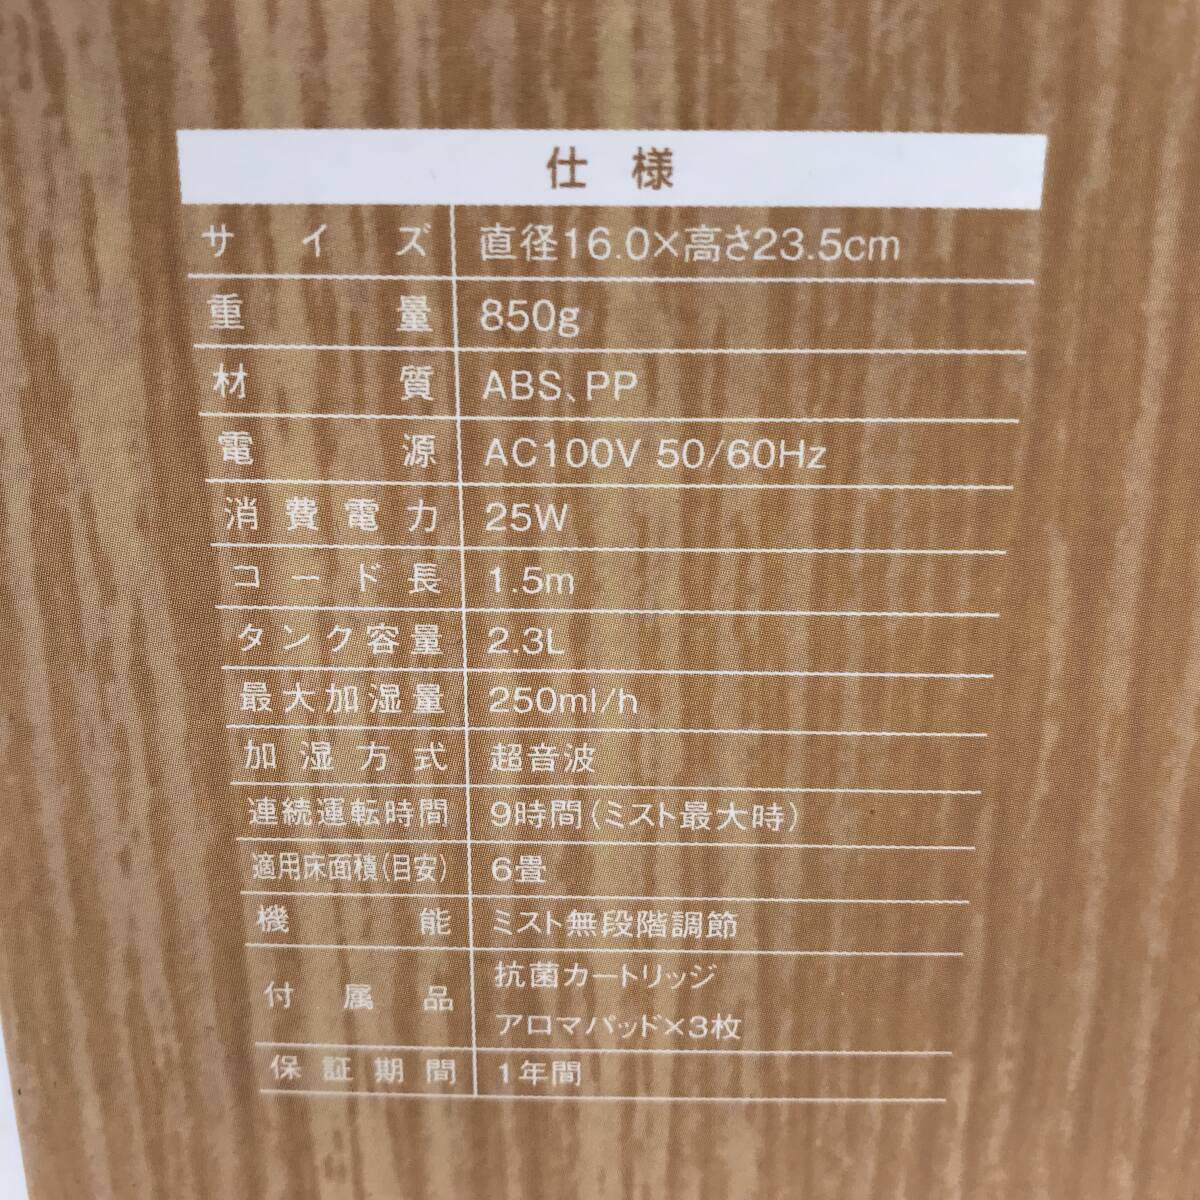 仕様
サイズ 直径16.0×高さ23.5cm
重量 850g
材質 ABS、PP
電源 AC100V 50/60Hz
消費電力 25W
コード長 1.5m
タンク容量 2.3L
最大加湿量 250ml/h
加湿方式 超音波
連続運転時間 9時間(ミスト最大時)
適用床面積(目安) 6畳
機能 ミスト無段階調節
付属品 抗菌カートリッジ
アロマパッド×3枚
保証期間 1年間